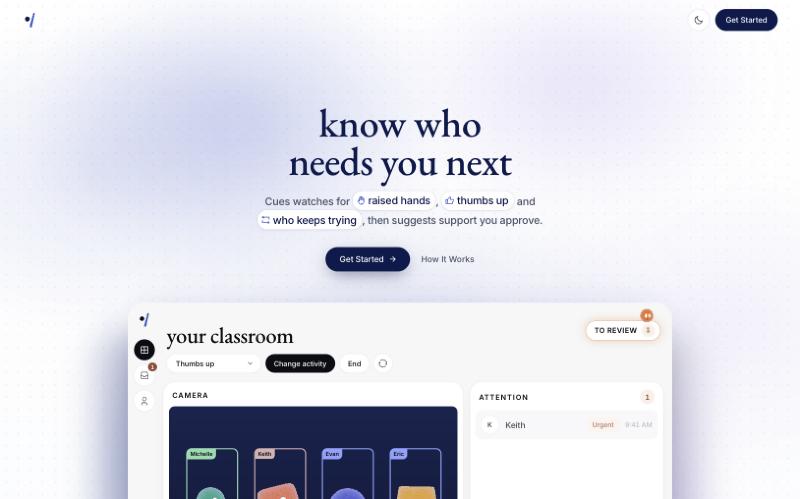 Get Started
know who
needs you next
Cues watches for raised hands, thumbs up and
who keeps trying, then suggests support you approve.
Get Started → How It Works
your classroom
TO REVIEW 1
1
Thumbs up Change activity End
CAMERA
ATTENTION 1
K Keith Urgent 9:41 AM
Michelle Keith Evan Eric